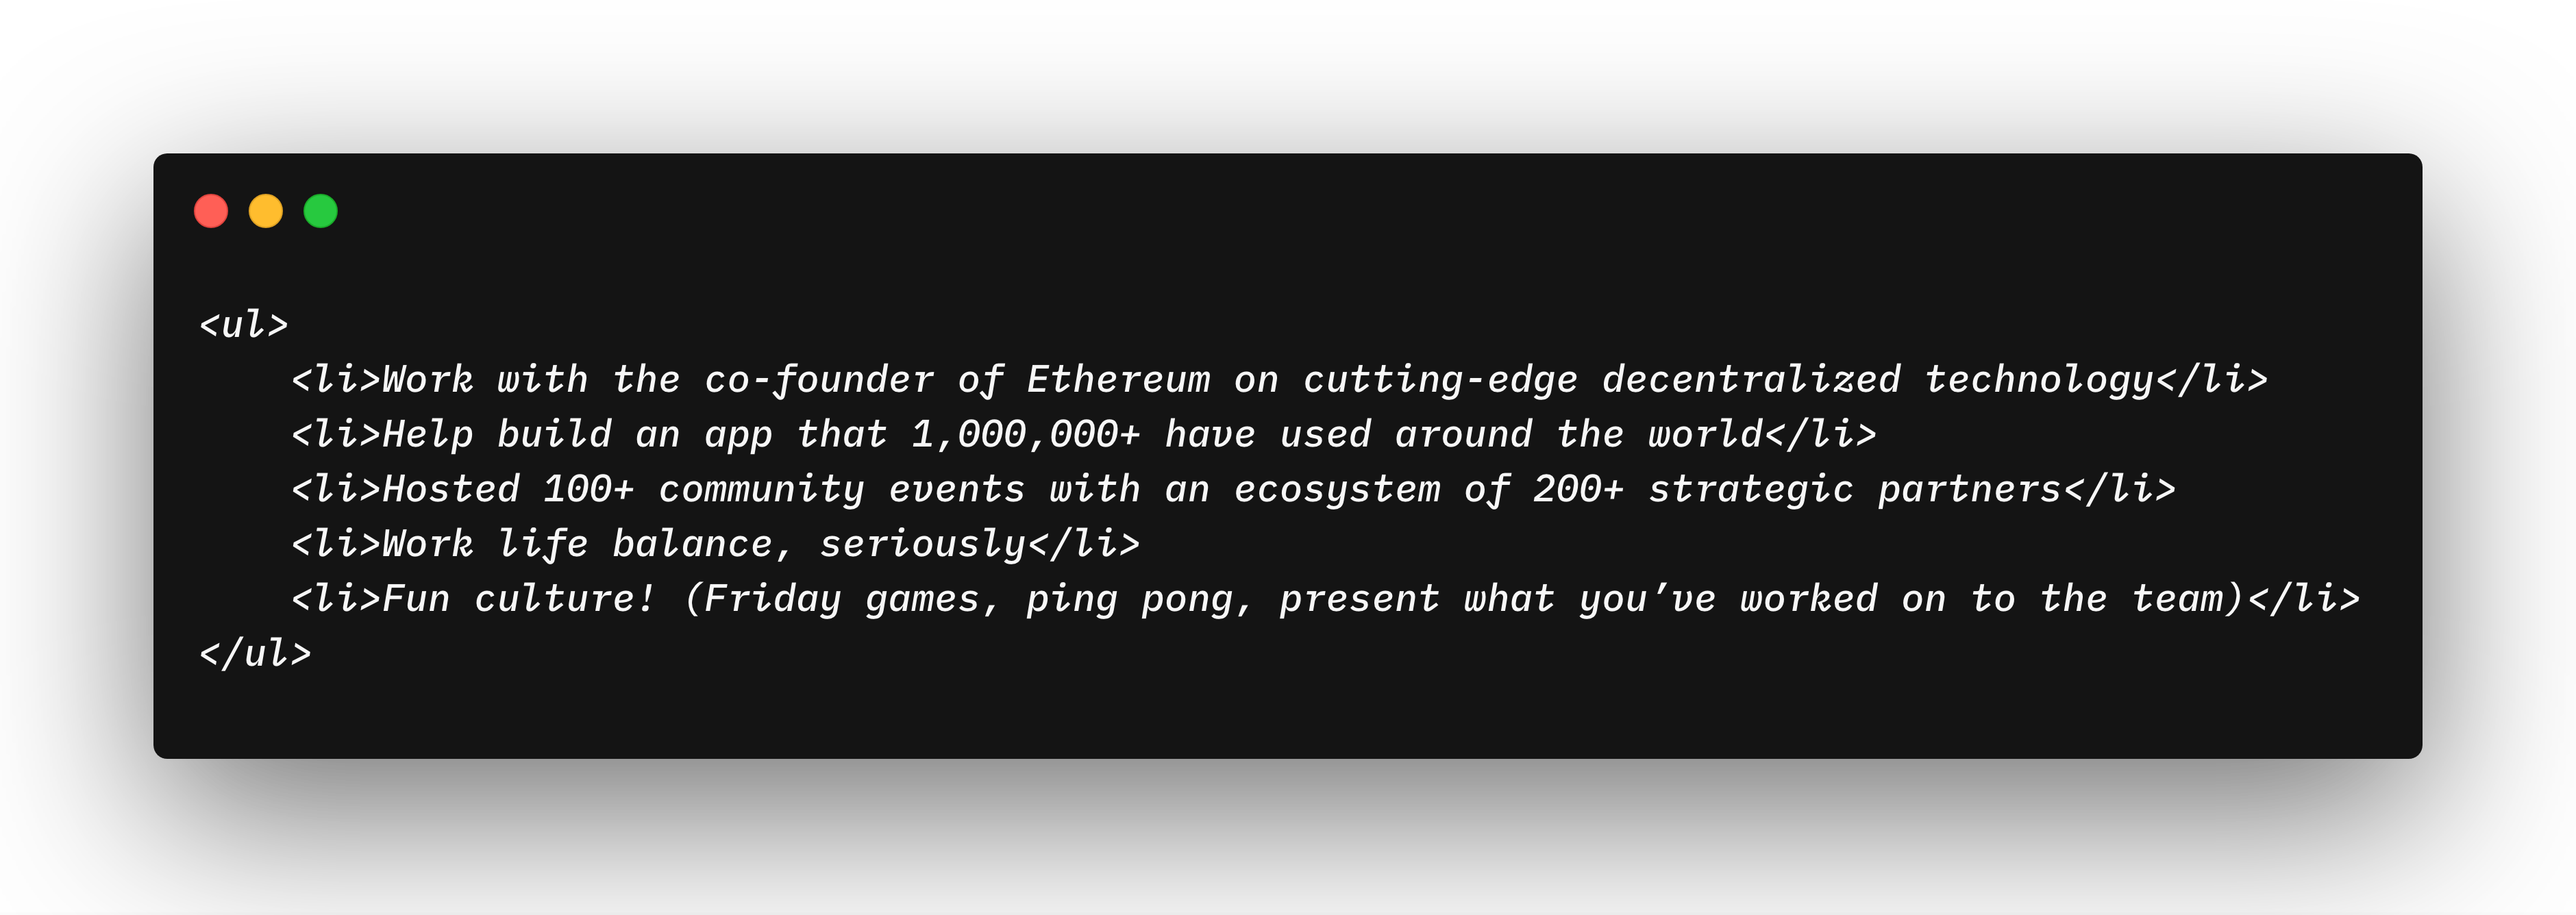 <ul>
    <li>Work with the co-founder of Ethereum on cutting-edge decentralized technology</li>
    <li>Help build an app that 1,000,000+ have used around the world</li>
    <li>Hosted 100+ community events with an ecosystem of 200+ strategic partners</li>
    <li>Work life balance, seriously</li>
    <li>Fun culture! (Friday games, ping pong, present what you’ve worked on to the team)</li>
</ul>